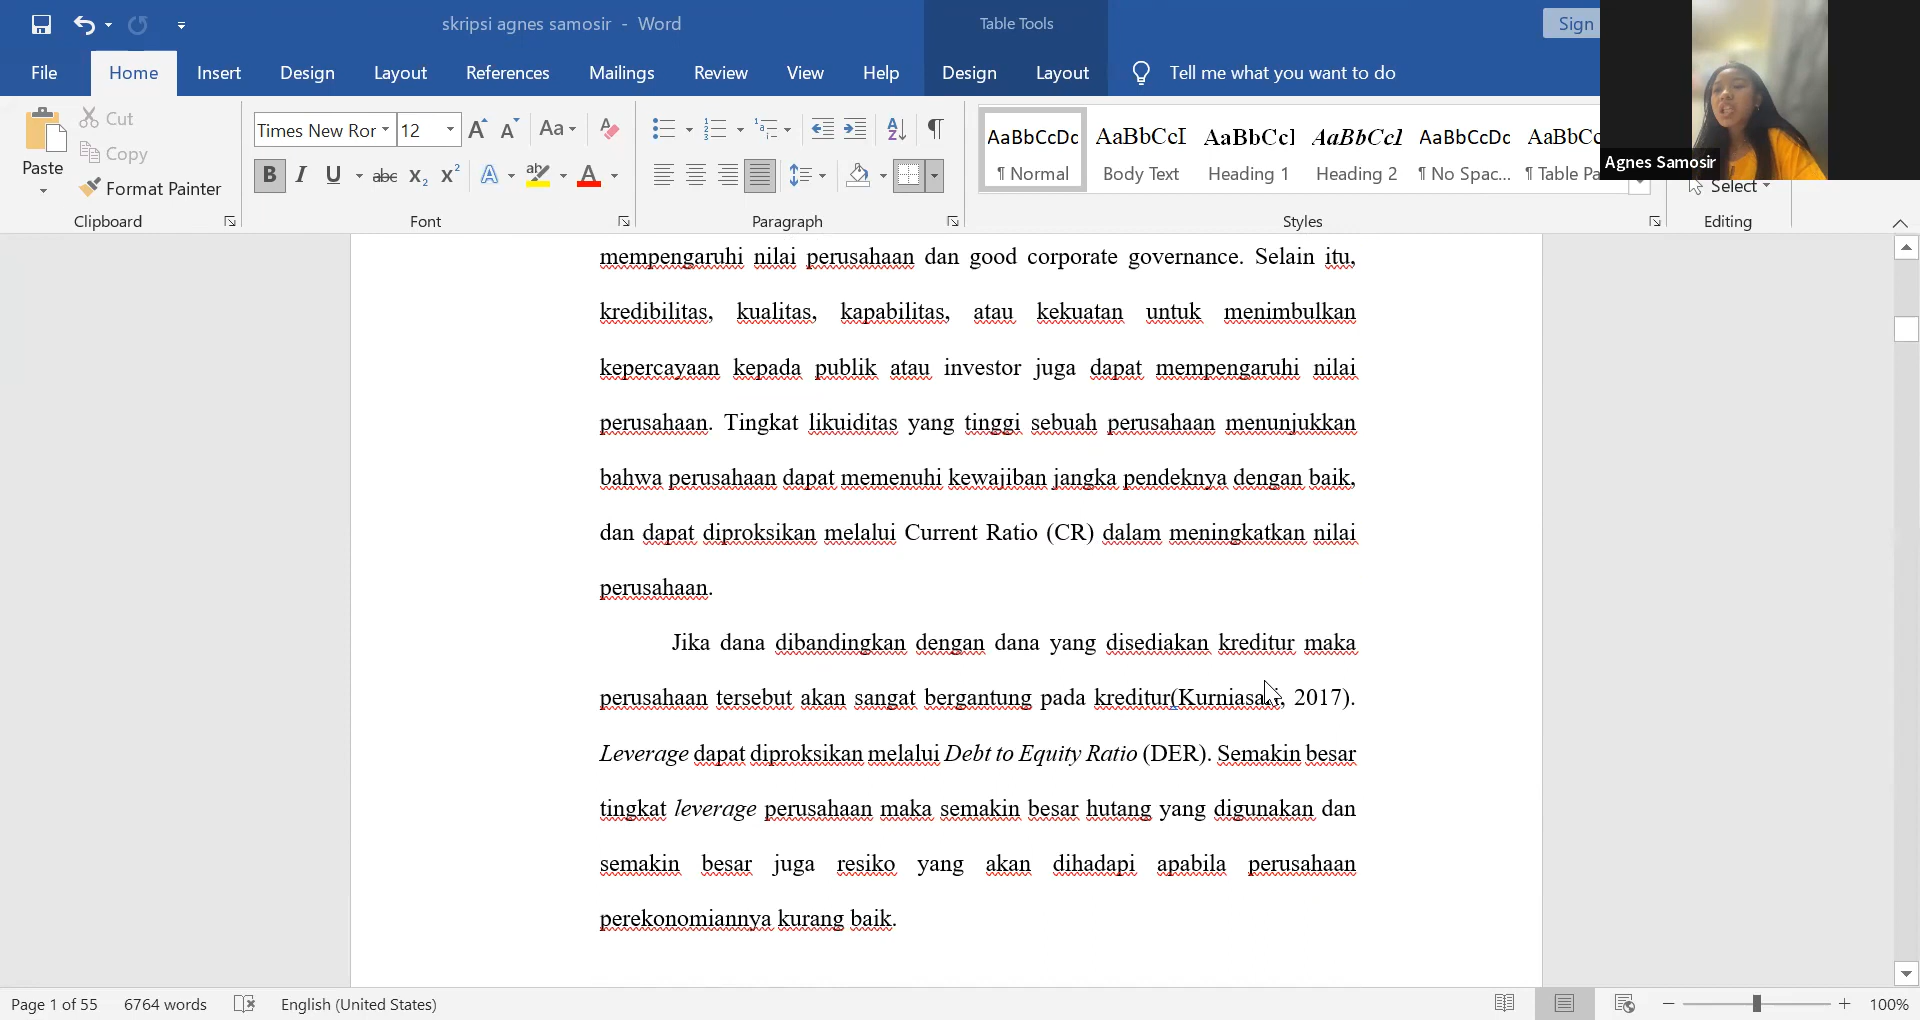 skripsi agnes samosir - Word
Table Tools
Sign
File Home Insert Design Layout References Mailings Review View Help Design Layout Tell me what you want to do
Agnes Samosir
Paste
Cut
Copy
Format Painter
Clipboard
Times New Ror 12
Aa
B I U abc X2 X2 A A
Font
Paragraph
AaBbCcDc AaBbCcI AaBbCcI AaBbCcI AaBbCcDc AaBbCc
¶ Normal Body Text Heading 1 Heading 2 ¶ No Spac... ¶ Table Pa
Styles
Select
Editing
mempengaruhi nilai perusahaan dan good corporate governance. Selain itu,
kredibilitas, kualitas, kapabilitas, atau kekuatan untuk menimbulkan
kepercayaan kepada publik atau investor juga dapat mempengaruhi nilai
perusahaan. Tingkat likuiditas yang tinggi sebuah perusahaan menunjukkan
bahwa perusahaan dapat memenuhi kewajiban jangka pendeknya dengan baik,
dan dapat diproksikan melalui Current Ratio (CR) dalam meningkatkan nilai
perusahaan.
Jika dana dibandingkan dengan dana yang disediakan kreditur maka
perusahaan tersebut akan sangat bergantung pada kreditur(Kurniasari, 2017).
Leverage dapat diproksikan melalui Debt to Equity Ratio (DER). Semakin besar
tingkat leverage perusahaan maka semakin besar hutang yang digunakan dan
semakin besar juga resiko yang akan dihadapi apabila perusahaan
perekonomiannya kurang baik.
Page 1 of 55 6764 words English (United States) 100%